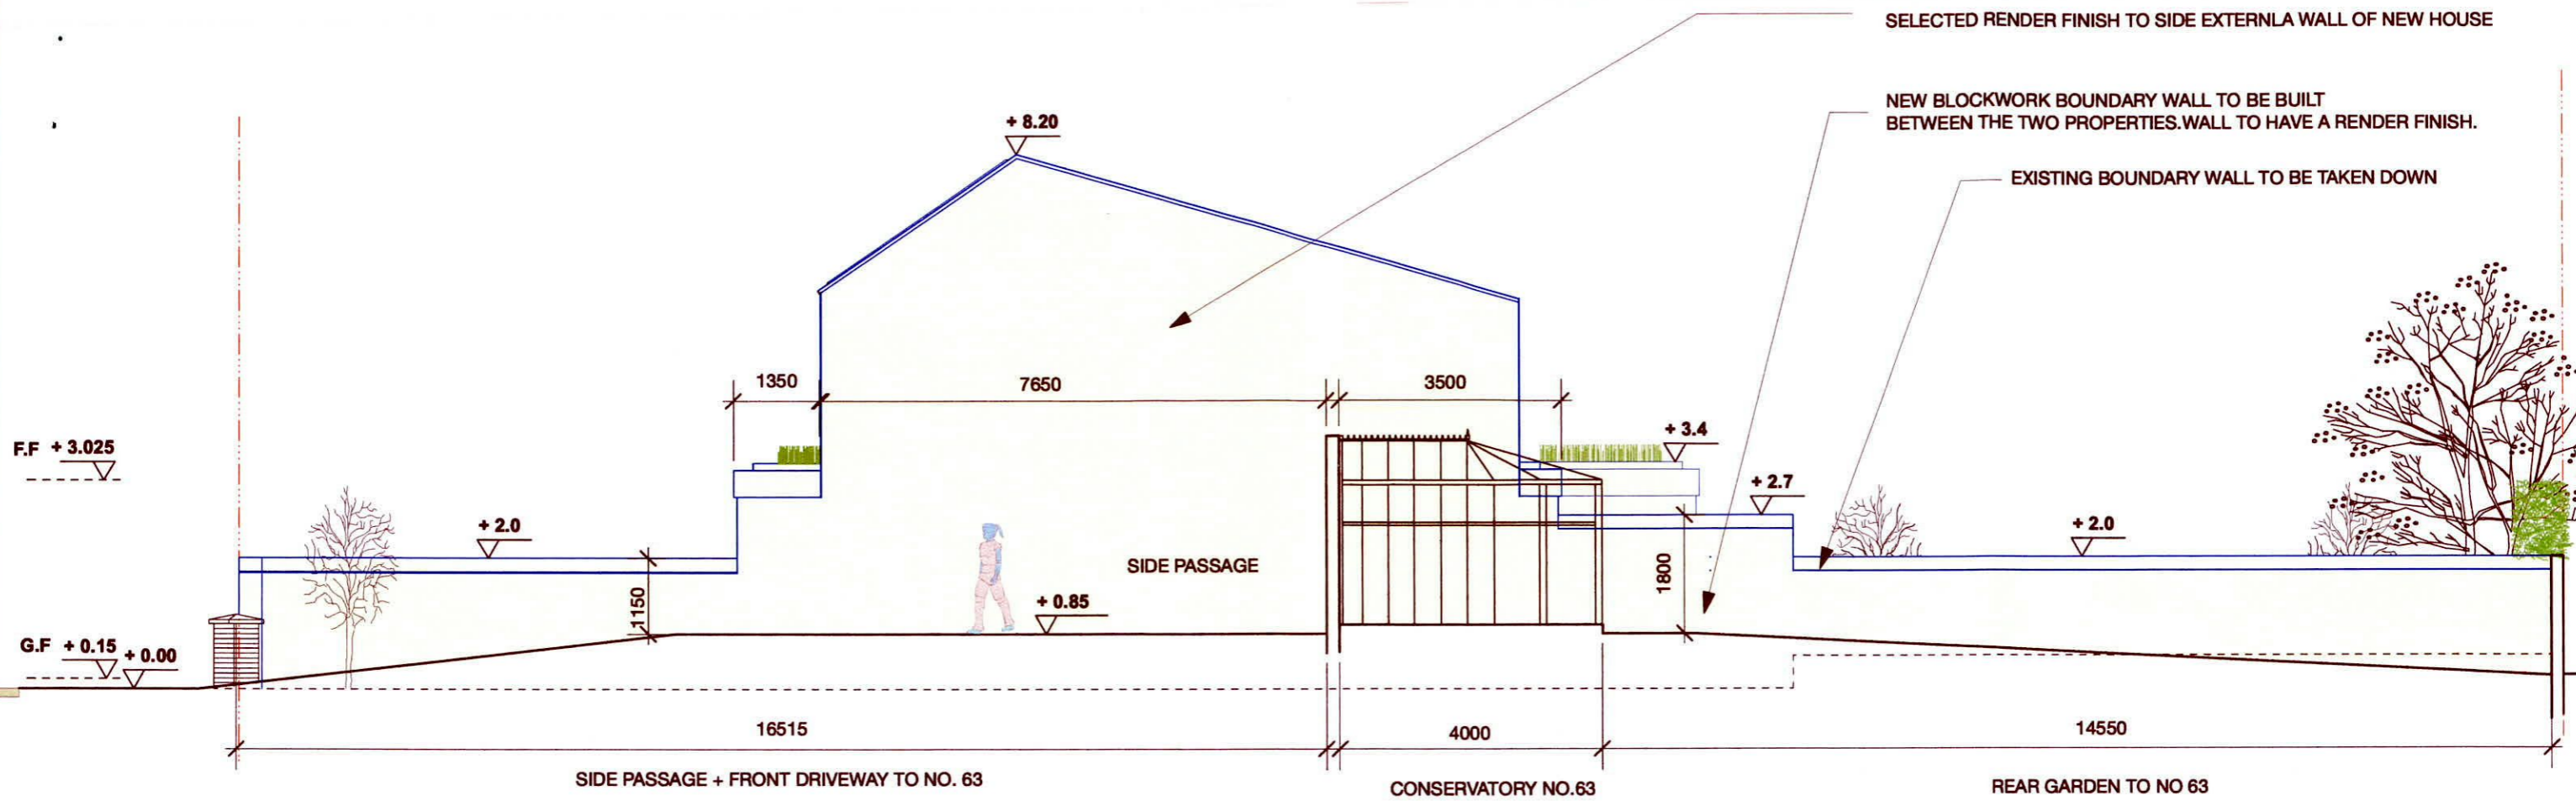 SELECTED RENDER FINISH TO SIDE EXTERNLA WALL OF NEW HOUSE
NEW BLOCKWORK BOUNDARY WALL TO BE BUILT
BETWEEN THE TWO PROPERTIES.WALL TO HAVE A RENDER FINISH.
+ 8.20
EXISTING BOUNDARY WALL TO BE TAKEN DOWN
1350
7650
3500
F.F + 3.025
+ 3.4
+ 2.7
+ 2.0
+ 2.0
SIDE PASSAGE
1800
1150
+ 0.85
G.F + 0.15
+ 0.00
16515
4000
14550
SIDE PASSAGE + FRONT DRIVEWAY TO NO. 63
CONSERVATORY NO.63
REAR GARDEN TO NO 63